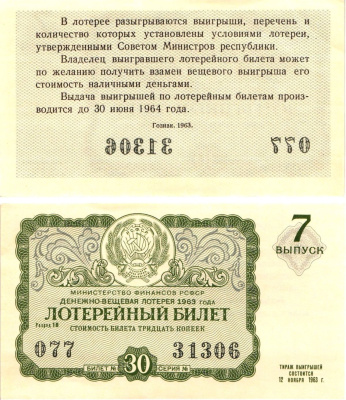 В лотерее разыгрываются выигрыши, перечень и
количество которых установлены условиями лотереи,
утвержденными Советом Министров республики.
Владелец выигравшего лотерейного билета может
по желанию получить взамен вещевого выигрыша его
стоимость наличными деньгами.
Выдача выигрышей по лотерейным билетам произ-
водится до 30 июня 1964 года.
Гознак. 1963.
31306 077
7
ВЫПУСК
МИНИСТЕРСТВО ФИНАНСОВ РСФСР
ДЕНЕЖНО-ВЕЩЕВАЯ ЛОТЕРЕЯ 1963 ГОДА
ЛОТЕРЕЙНЫЙ БИЛЕТ
Разряд 18
СТОИМОСТЬ БИЛЕТА ТРИДЦАТЬ КОПЕЕК
077 31306
БИЛЕТ № 30 СЕРИЯ №
ТИРАЖ ВЫИГРЫШЕЙ
СОСТОИТСЯ
12 НОЯБРЯ 1963 Г.